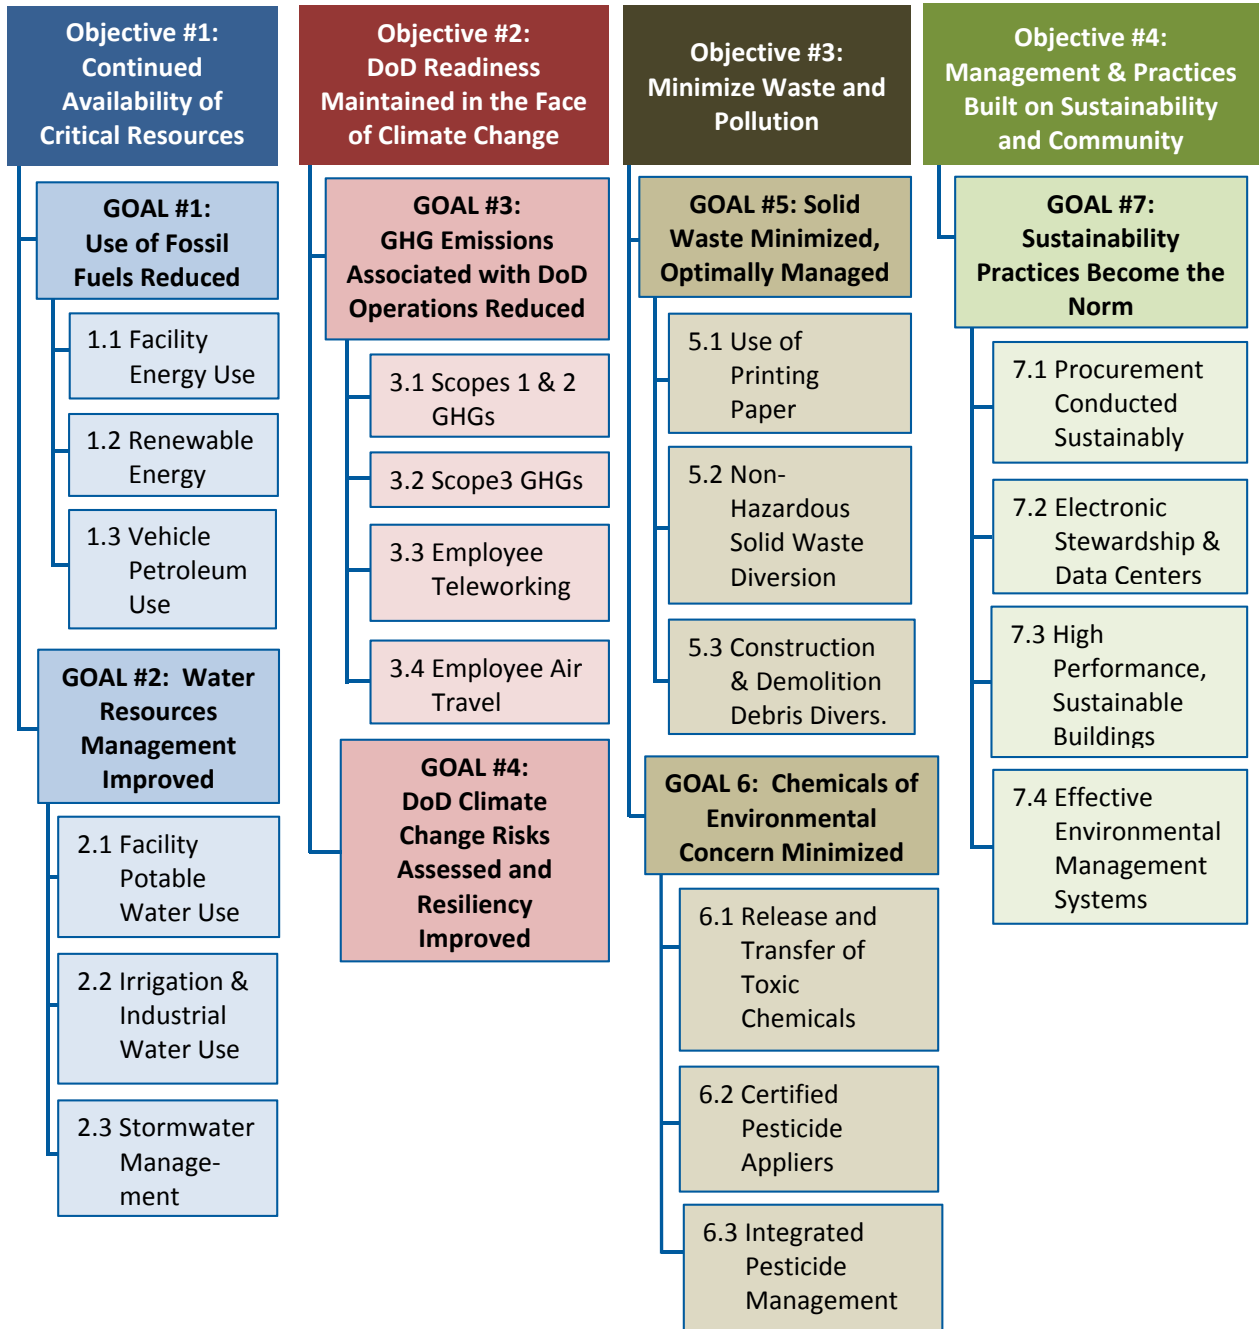 Objective #1:
Continued
Availability of
Critical Resources
GOAL #1:
Use of Fossil
Fuels Reduced
1.1 Facility
Energy Use
1.2 Renewable
Energy
1.3 Vehicle
Petroleum
Use
GOAL #2:  Water
Resources
Management
Improved
2.1 Facility
Potable
Water Use
2.2 Irrigation &
Industrial
Water Use
2.3 Stormwater
Manage-
ment
Objective #2:
DoD Readiness
Maintained in the Face
of Climate Change
GOAL #3:
GHG Emissions
Associated with DoD
Operations Reduced
3.1 Scopes 1 & 2
GHGs
3.2 Scope3 GHGs
3.3 Employee
Teleworking
3.4 Employee Air
Travel
GOAL #4:
DoD Climate
Change Risks
Assessed and
Resiliency
Improved
Objective #3:
Minimize Waste and
Pollution
GOAL #5: Solid
Waste Minimized,
Optimally Managed
5.1 Use of
Printing
Paper
5.2 Non-
Hazardous
Solid Waste
Diversion
5.3 Construction
& Demolition
Debris Divers.
GOAL 6:  Chemicals of
Environmental
Concern Minimized
6.1 Release and
Transfer of
Toxic
Chemicals
6.2 Certified
Pesticide
Appliers
6.3 Integrated
Pesticide
Management
Objective #4:
Management & Practices
Built on Sustainability
and Community
GOAL #7:
Sustainability
Practices Become the
Norm
7.1 Procurement
Conducted
Sustainably
7.2 Electronic
Stewardship &
Data Centers
7.3 High
Performance,
Sustainable
Buildings
7.4 Effective
Environmental
Management
Systems